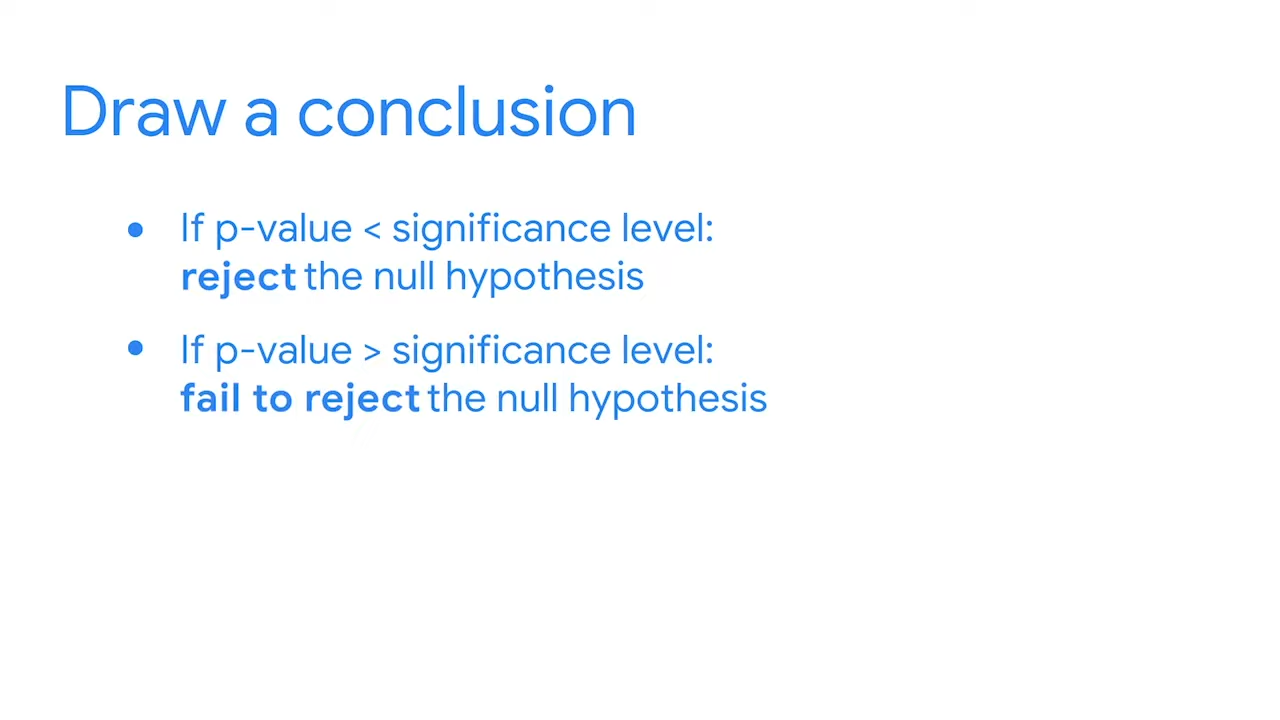 Draw a conclusion
• If p-value < significance level:
reject the null hypothesis
• If p-value > significance level:
fail to reject the null hypothesis